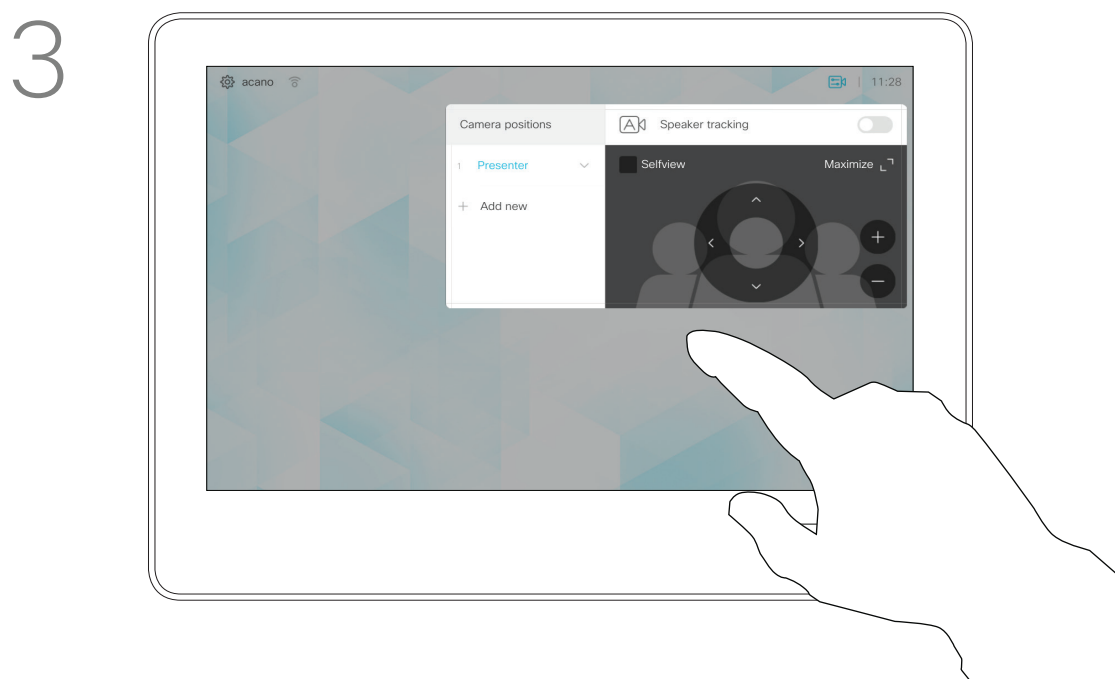 3
acano 11:28
Camera positions
Speaker tracking
1 Presenter
Selfview Maximize
+ Add new